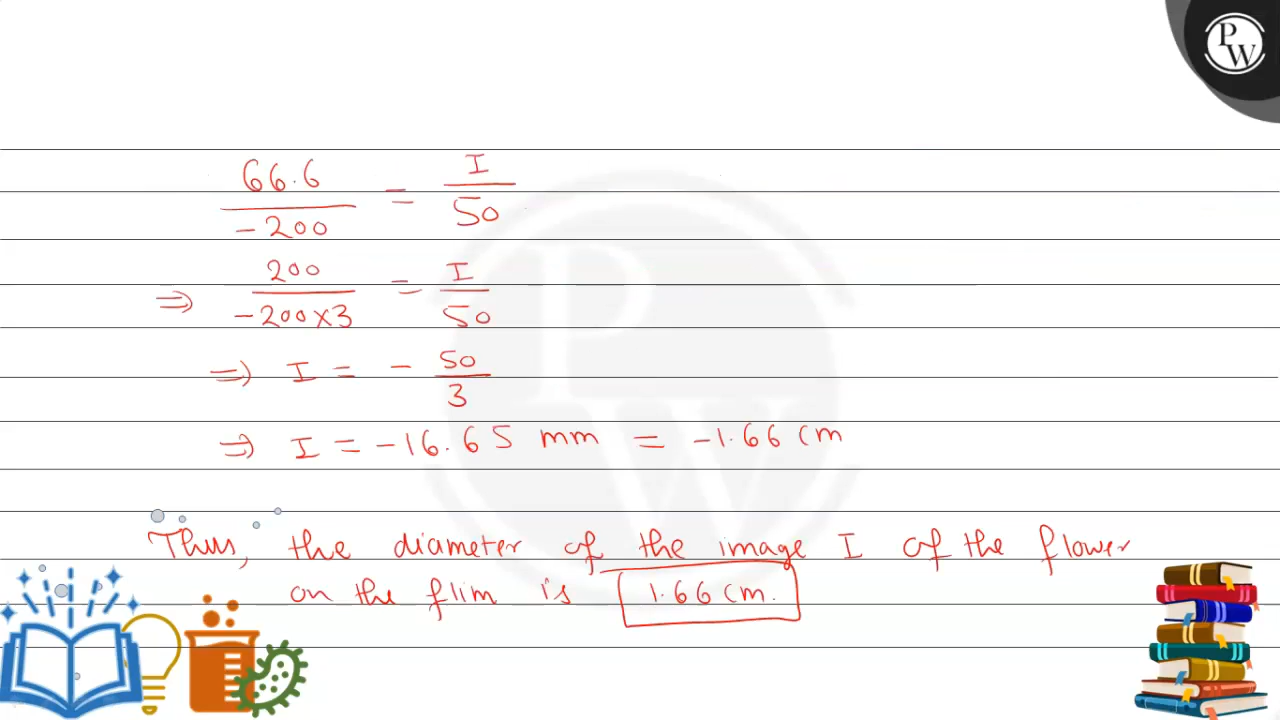 PW
66.6 / -200 = I / 50
⇒ 200 / -200×3 = I / 50
⇒ I = - 50 / 3
⇒ I = -16.65 mm = -1.66 cm
Thus, the diameter of the image I of the flower
on the flim is 1.66 cm.